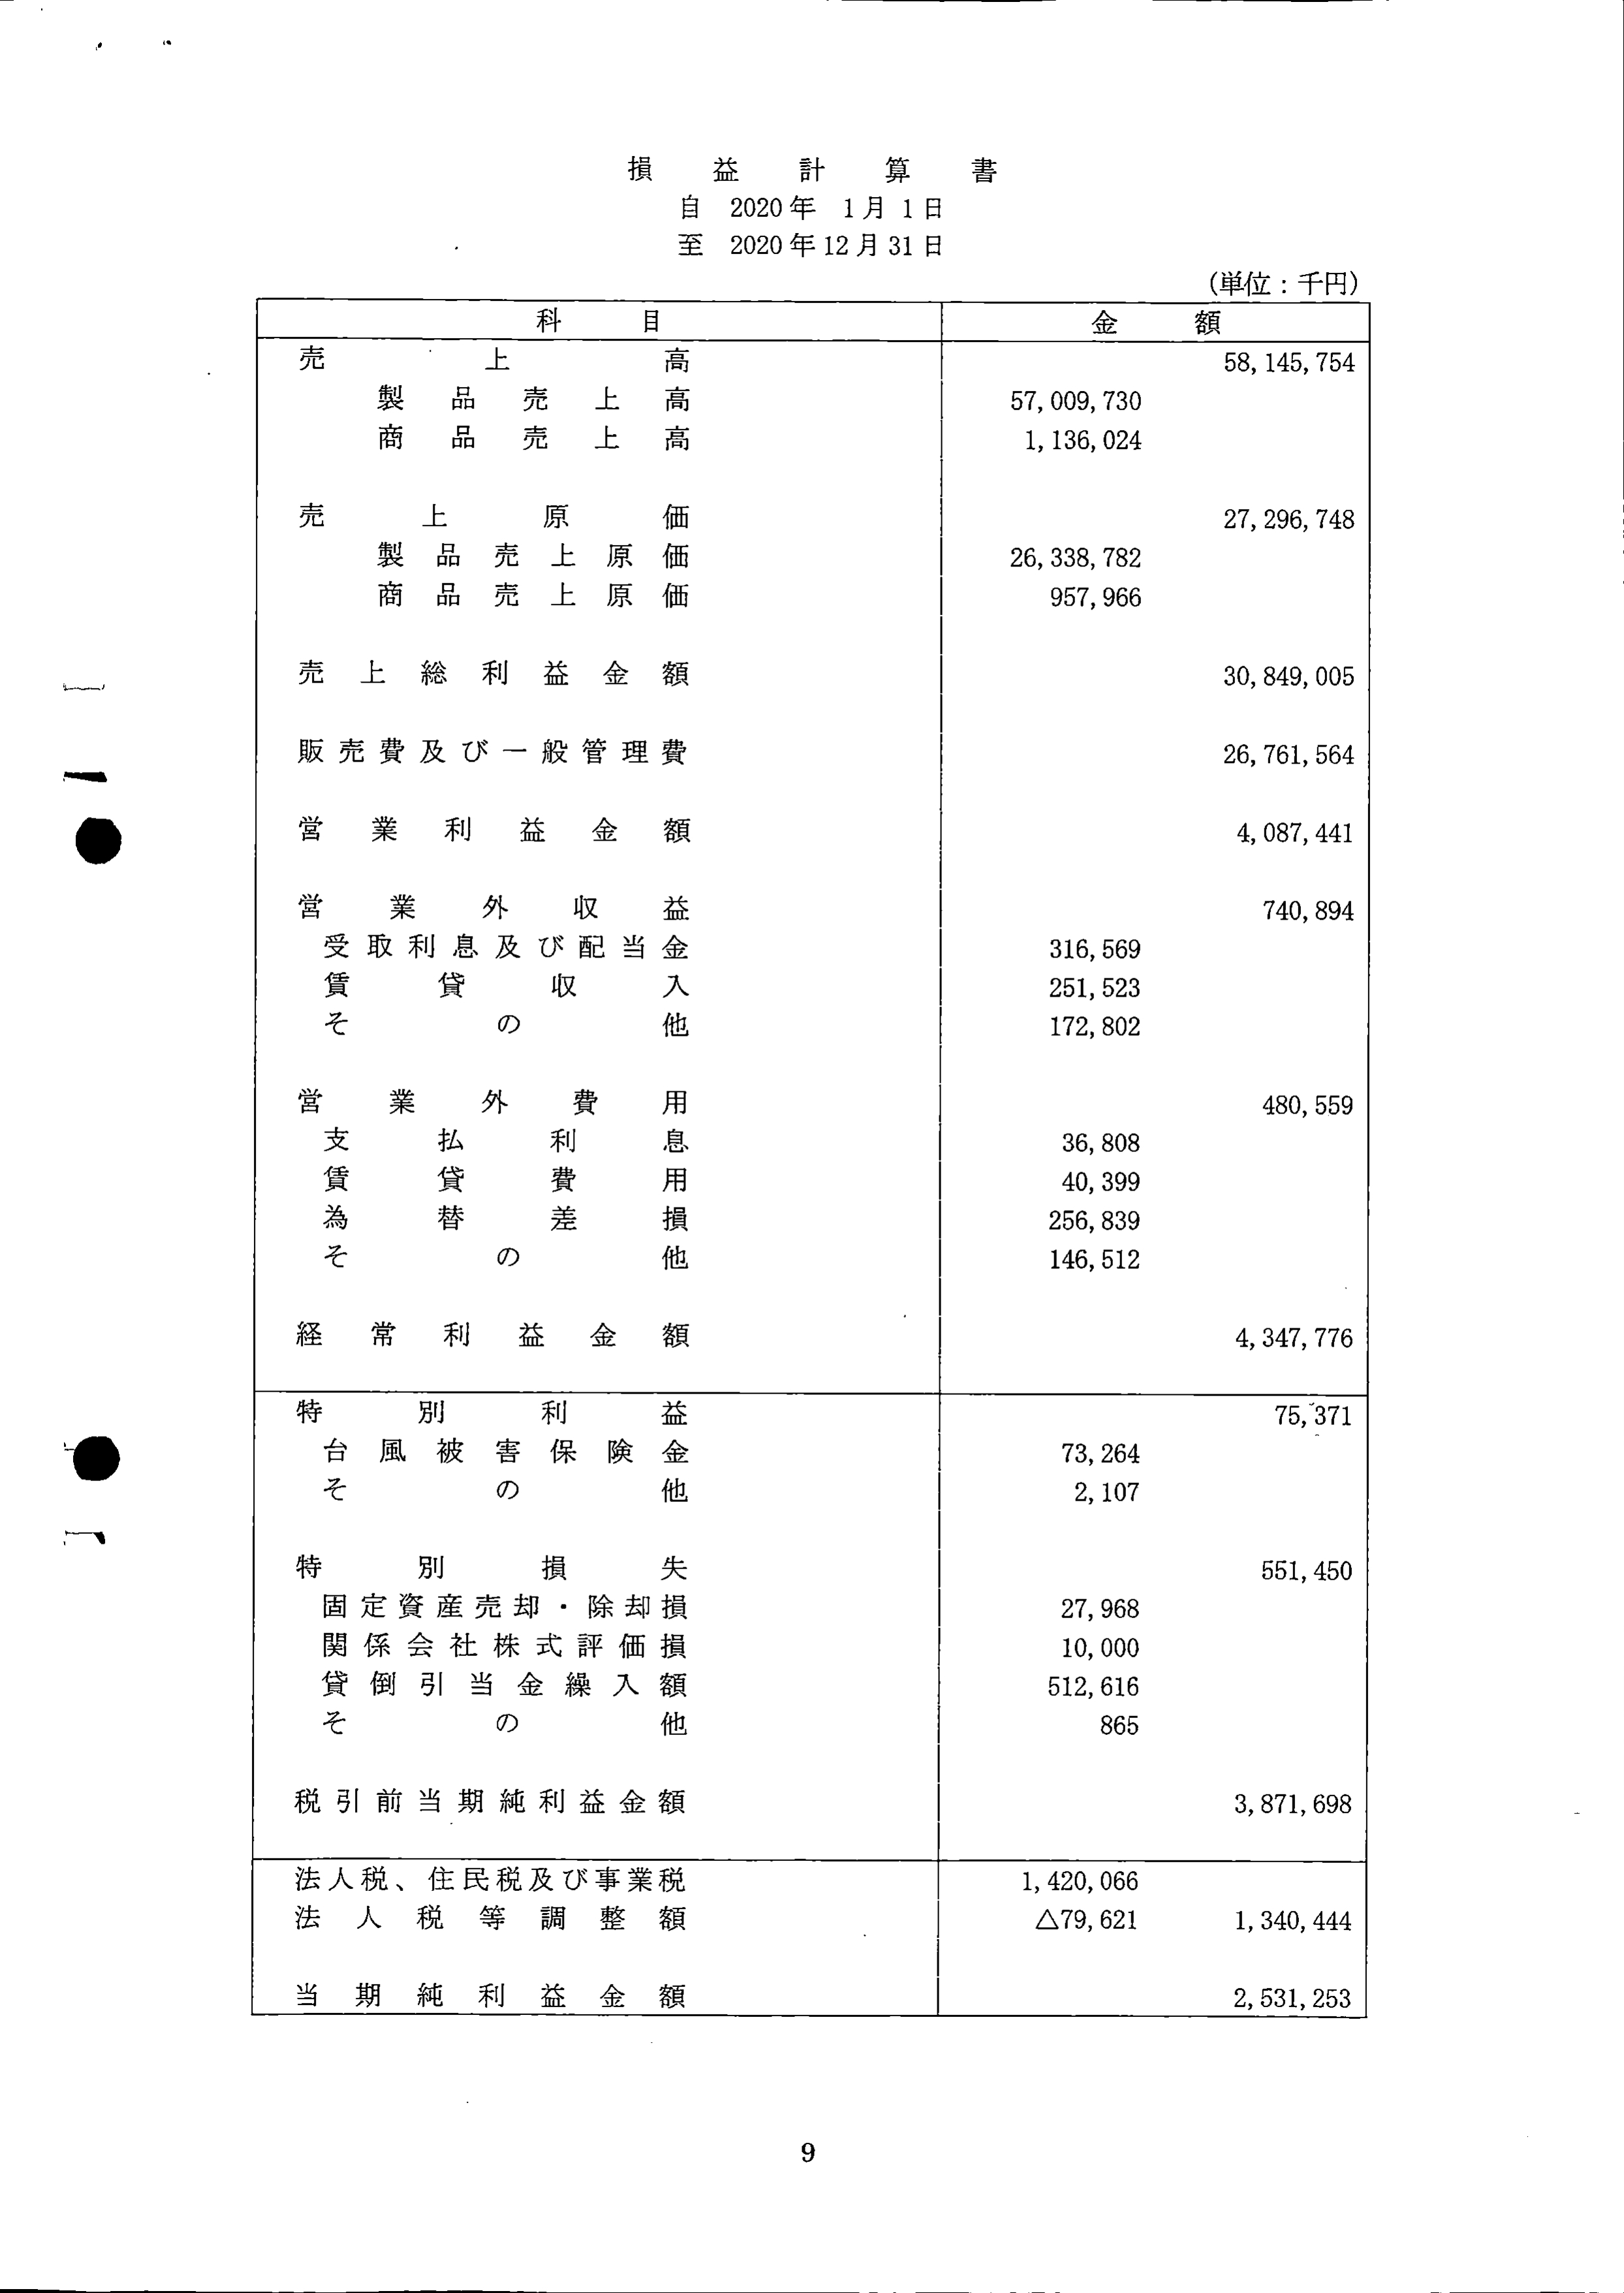 損益計算書
自 2020年 1月 1日
至 2020年12月31日
(単位：千円)
科目 金額
売上高 58,145,754
製品売上高 57,009,730
商品売上高 1,136,024
売上原価 27,296,748
製品売上原価 26,338,782
商品売上原価 957,966
売上総利益金額 30,849,005
販売費及び一般管理費 26,761,564
営業利益金額 4,087,441
営業外収益 740,894
受取利息及び配当金 316,569
賃貸収入 251,523
その他 172,802
営業外費用 480,559
支払利息 36,808
賃貸費用 40,399
為替差損 256,839
その他 146,512
経常利益金額 4,347,776
特別利益 75,371
台風被害保険金 73,264
その他 2,107
特別損失 551,450
固定資産売却・除却損 27,968
関係会社株式評価損 10,000
貸倒引当金繰入額 512,616
その他 865
税引前当期純利益金額 3,871,698
法人税、住民税及び事業税 1,420,066
法人税等調整額 △79,621 1,340,444
当期純利益金額 2,531,253
9